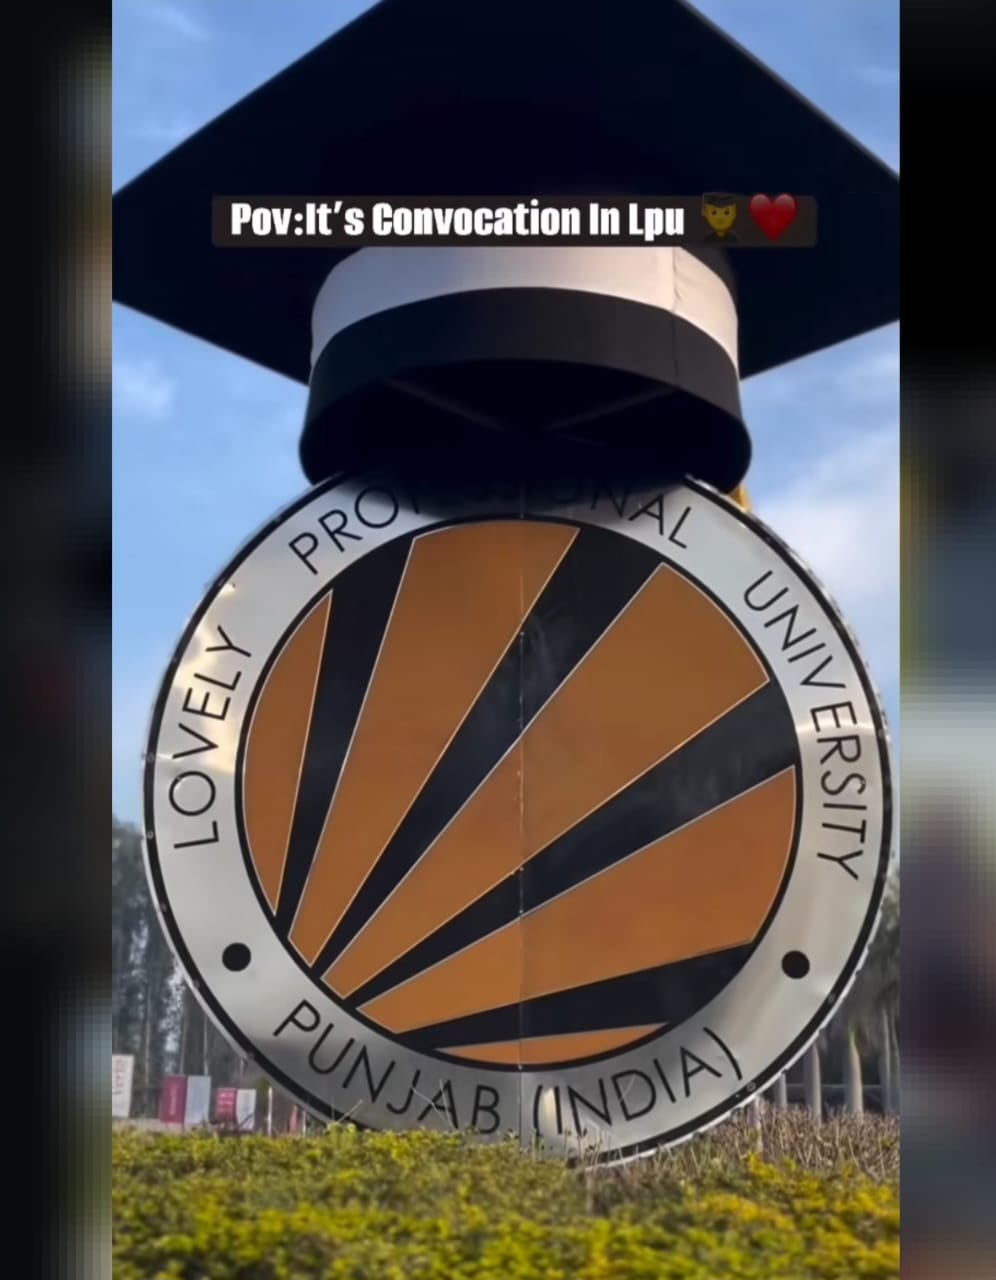 Pov:It's Convocation In Lpu 👨‍🎓❤️
LOVELY PROFESSIONAL UNIVERSITY
PUNJAB (INDIA)